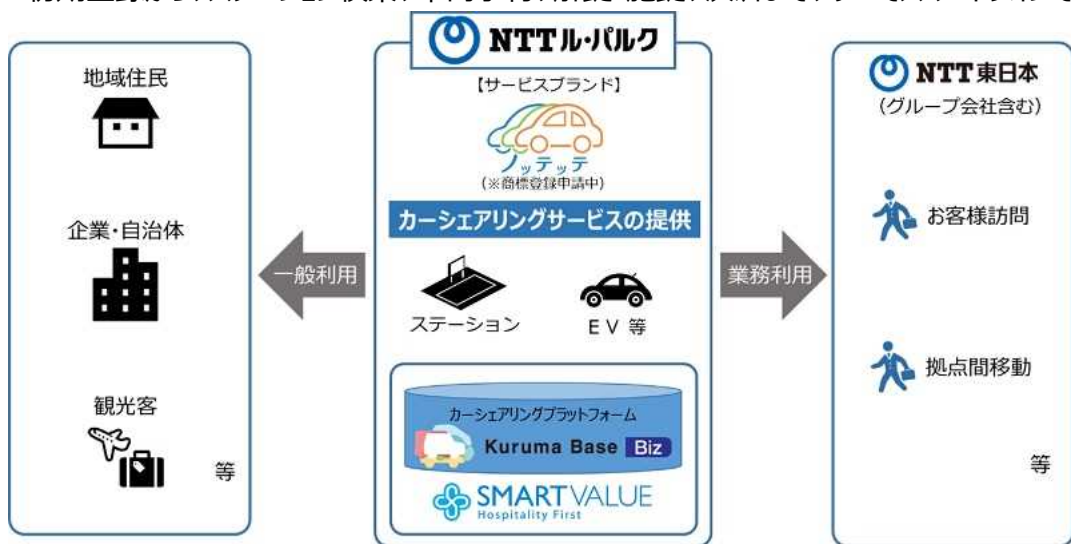 NTTル・パルク
地域住民
企業・自治体
観光客
等
一般利用
【サービスブランド】
ノッテッテ
(※商標登録申請中)
カーシェアリングサービスの提供
ステーション
EV 等
カーシェアリングプラットフォーム
Kuruma Base Biz
SMARTVALUE
Hospitality First
業務利用
NTT東日本
(グループ会社含む)
お客様訪問
拠点間移動
等